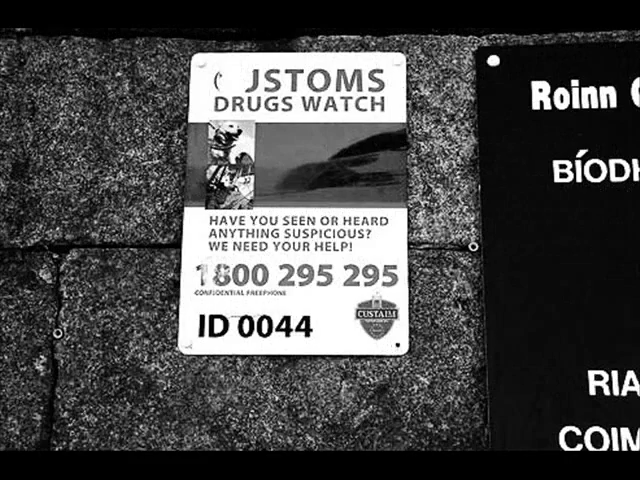 ( JSTOMS
DRUGS WATCH
HAVE YOU SEEN OR HEARD
ANYTHING SUSPICIOUS?
WE NEED YOUR HELP!
1800 295 295
CONFIDENTIAL FREEPHONE
ID 0044
CUSTAIM
Roinn
BÍODH
RIA
COIM